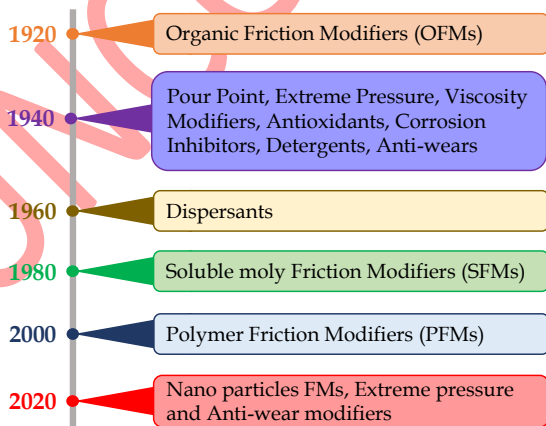 1920
Organic Friction Modifiers (OFMs)
1940
Pour Point, Extreme Pressure, Viscosity
Modifiers, Antioxidants, Corrosion
Inhibitors, Detergents, Anti-wears
1960
Dispersants
1980
Soluble moly Friction Modifiers (SFMs)
2000
Polymer Friction Modifiers (PFMs)
2020
Nano particles FMs, Extreme pressure
and Anti-wear modifiers